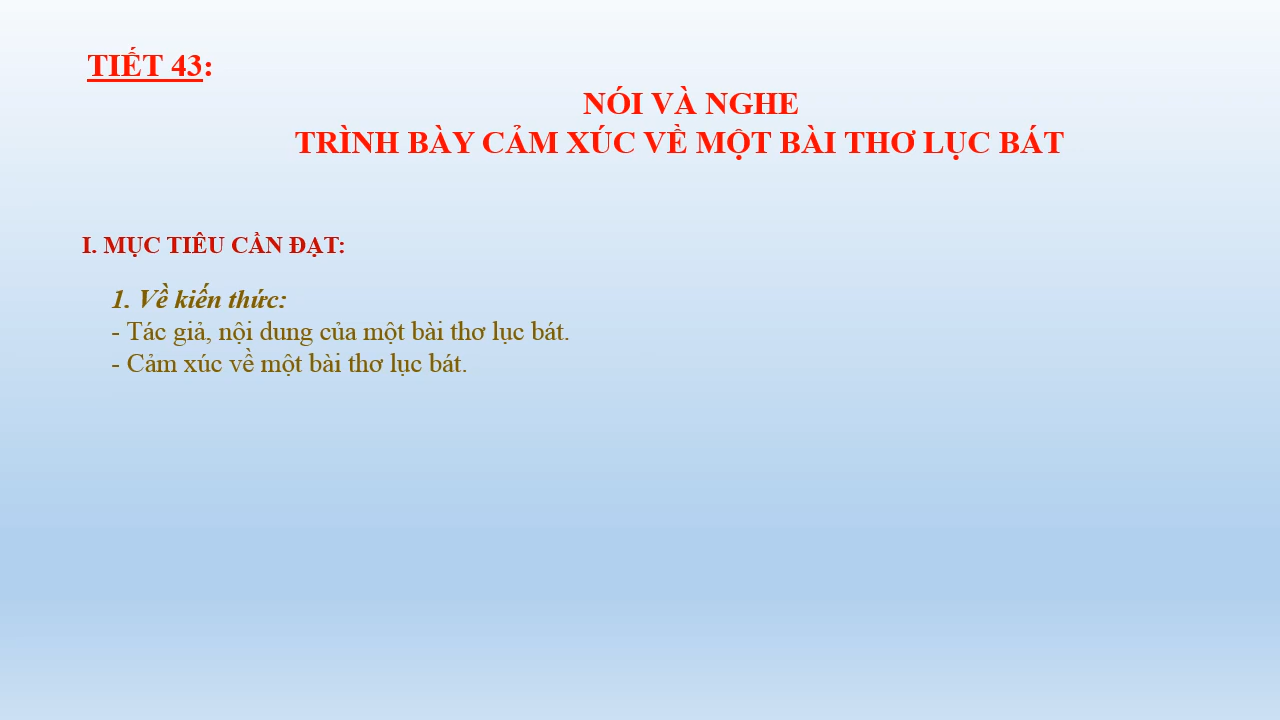 TIẾT 43:
NÓI VÀ NGHE
TRÌNH BÀY CẢM XÚC VỀ MỘT BÀI THƠ LỤC BÁT
I. MỤC TIÊU CẦN ĐẠT:
1. Về kiến thức:
- Tác giả, nội dung của một bài thơ lục bát.
- Cảm xúc về một bài thơ lục bát.